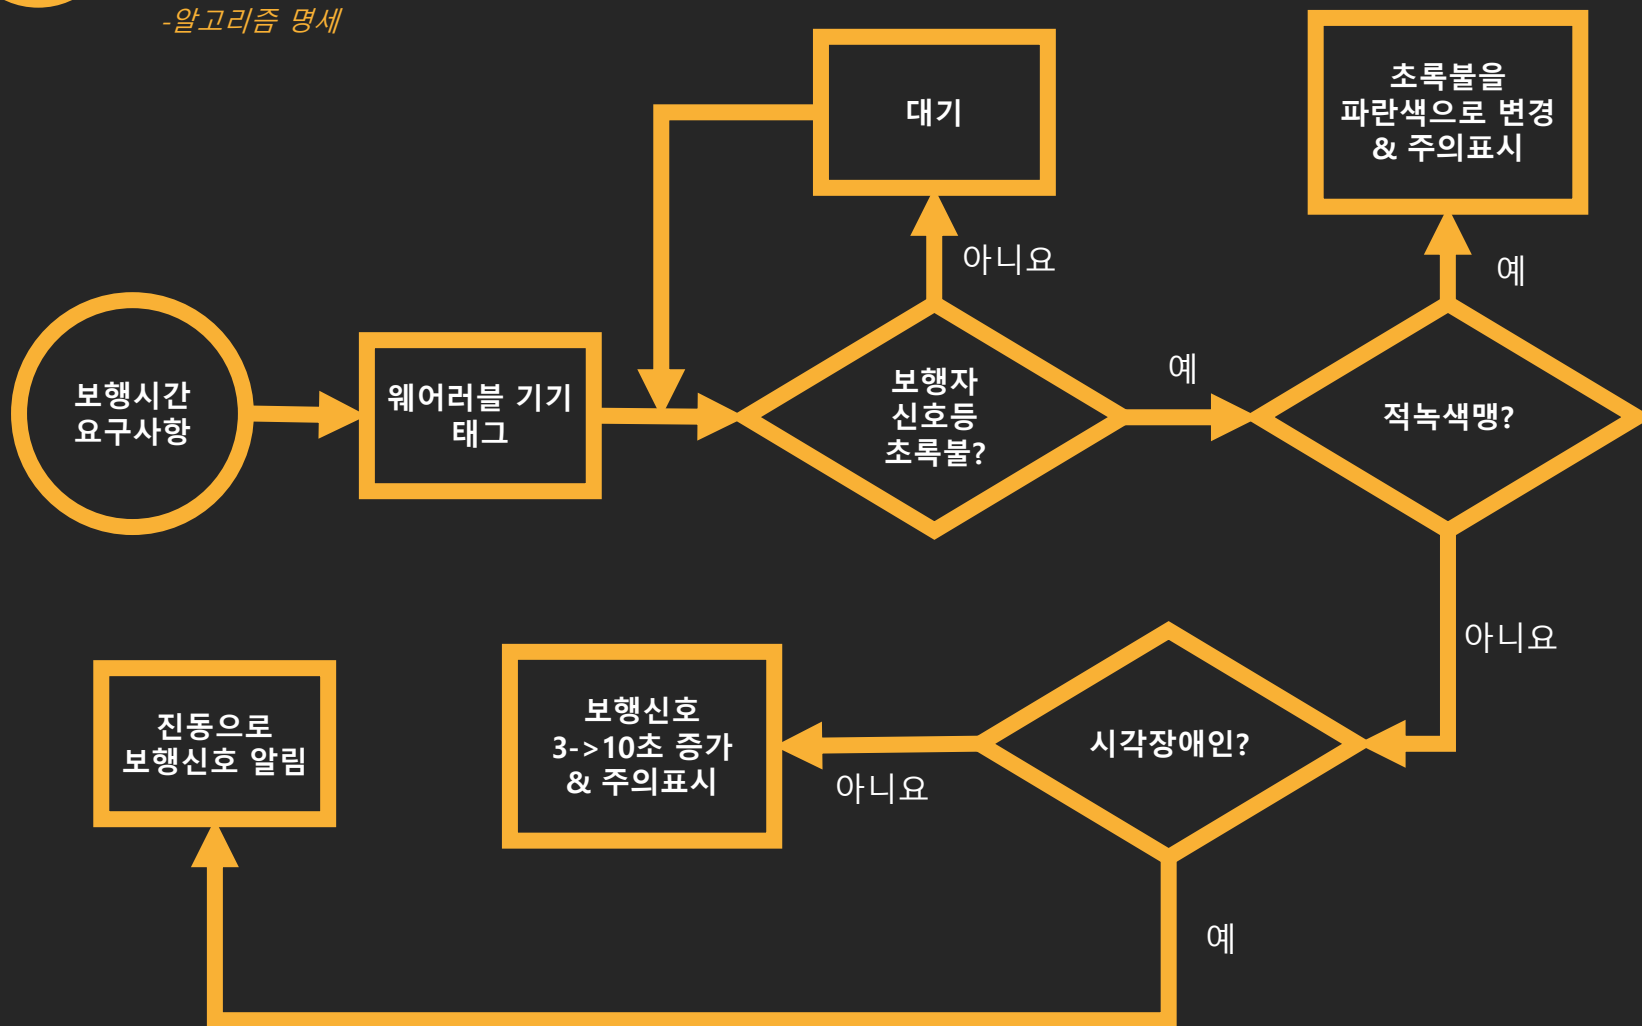 -알고리즘 명세
대기
초록불을
파란색으로 변경
& 주의표시
아니요
예
보행시간
요구사항
웨어러블 기기
태그
보행자
신호등
초록불?
예
적녹색맹?
아니요
진동으로
보행신호 알림
보행신호
3->10초 증가
& 주의표시
아니요
시각장애인?
예